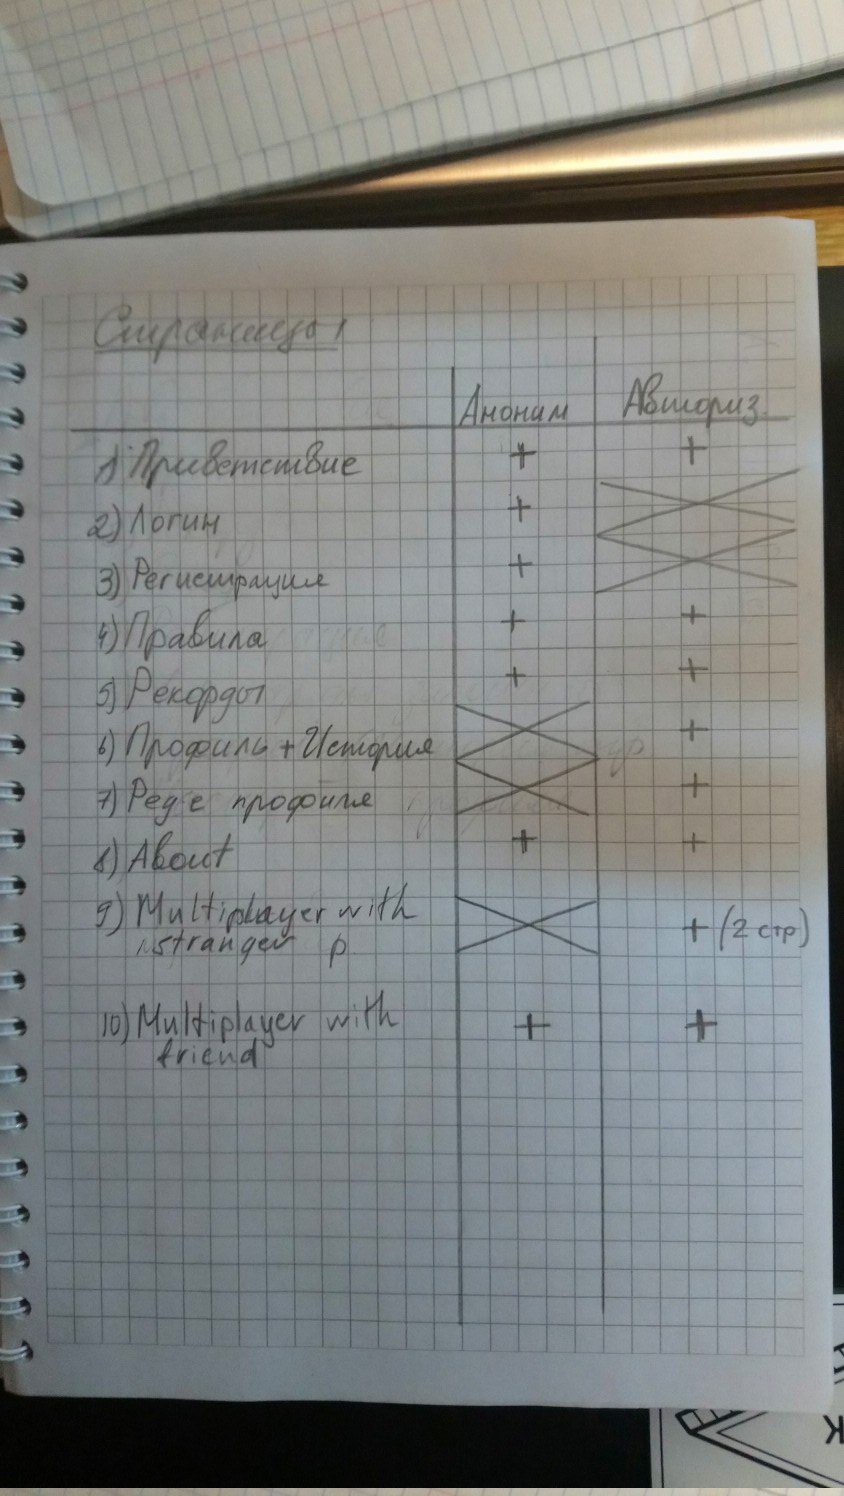 Страницы
Аноним Авториз.
1) Приветствие + +
2) Логин +
3) Регистрация +
4) Правила + +
5) Рекорды + +
6) Профиль + История +
7) Ред-е профиля +
8) About + +
9) Multiplayer with + (2 стр)
stranger p
10) Multiplayer with + +
friend
К